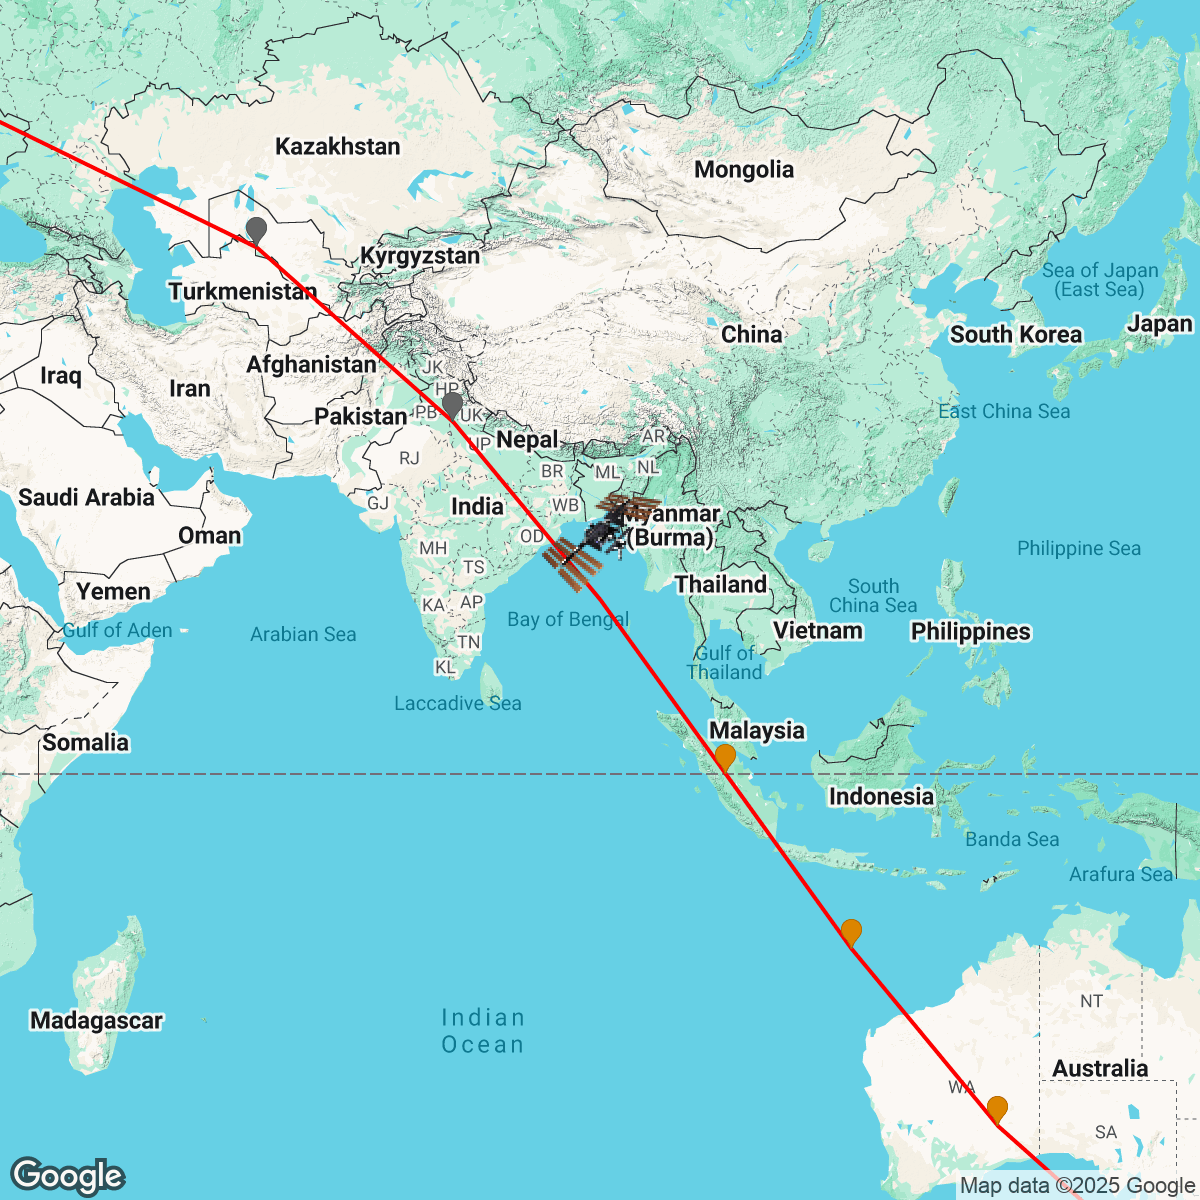 Kazakhstan
Mongolia
Kyrgyzstan
Sea of Japan
(East Sea)
Turkmenistan
Japan
China
South Korea
Afghanistan
JK
Iraq
Iran
HP
Pakistan
PB
UK
East China Sea
Nepal
AR
UP
RJ
BR
ML
NL
Saudi Arabia
GJ
India
WB
Myanmar
(Burma)
Oman
OD
MH
Philippine Sea
TS
Thailand
Yemen
South
China Sea
KA
AP
Bay of Bengal
Gulf of Aden
Arabian Sea
Vietnam
Philippines
TN
Gulf of
Thailand
KL
Laccadive Sea
Malaysia
Somalia
Indonesia
Banda Sea
Arafura Sea
NT
Madagascar
Indian
Ocean
Australia
WA
SA
Google
Map data ©2025 Google